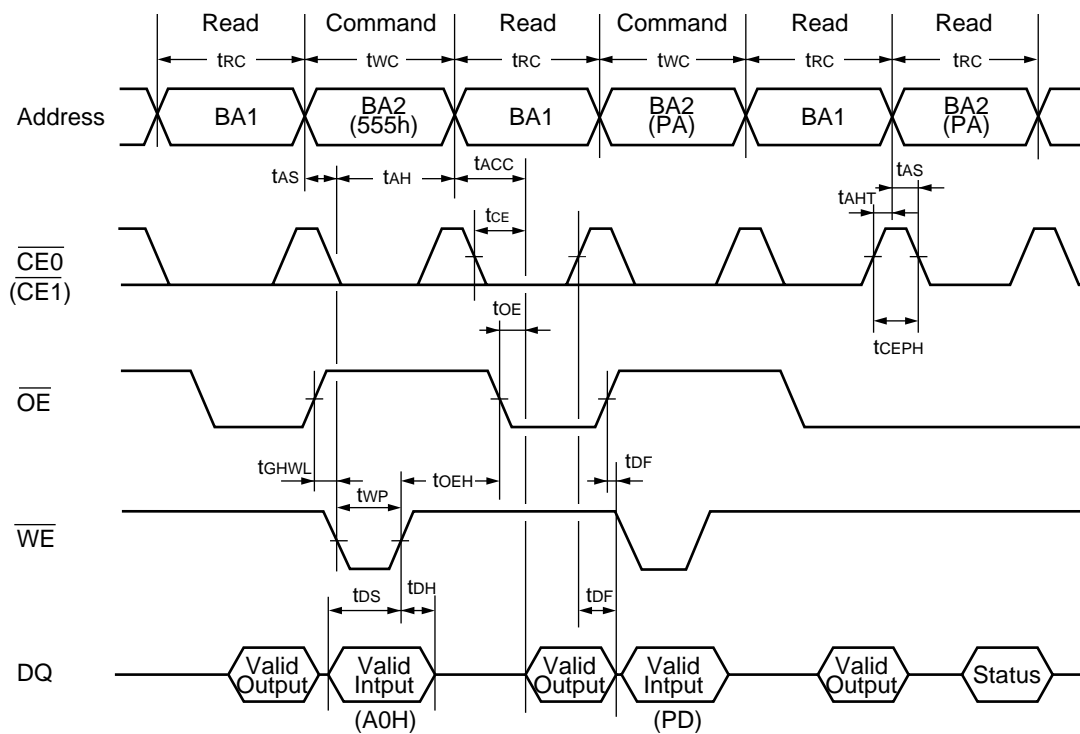 Read Command Read Command Read Read
tRC tWC tRC tWC tRC tRC
Address BA1 BA2 BA1 BA2 BA1 BA2
(555h) (PA) (PA)
tAS tAH tACC tAS
tAHT
tCE
CE0
(CE1)
tOE
tCEPH
OE
tGHWL tWP tOEH tDF
WE
tDS tDH tDF
DQ Valid Valid Valid Valid Valid Status
Output Intput Output Intput Output
(A0H) (PD)